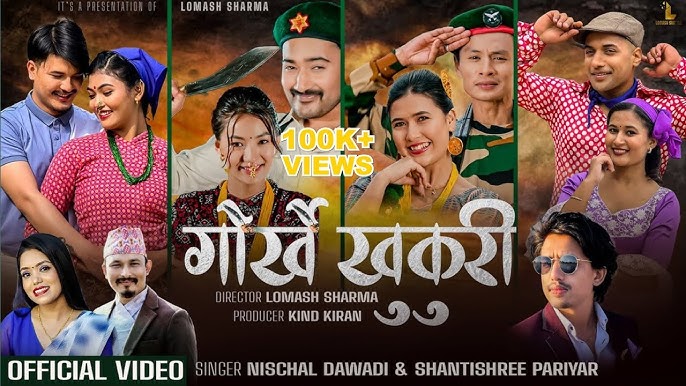 IT'S A PRESENTATION OF
LOMASH SHARMA
100K+
VIEWS
गोर्खे खुकुरी
DIRECTOR LOMASH SHARMA
PRODUCER KIND KIRAN
OFFICIAL VIDEO
SINGER NISCHAL DAWADI & SHANTISHREE PARIYAR